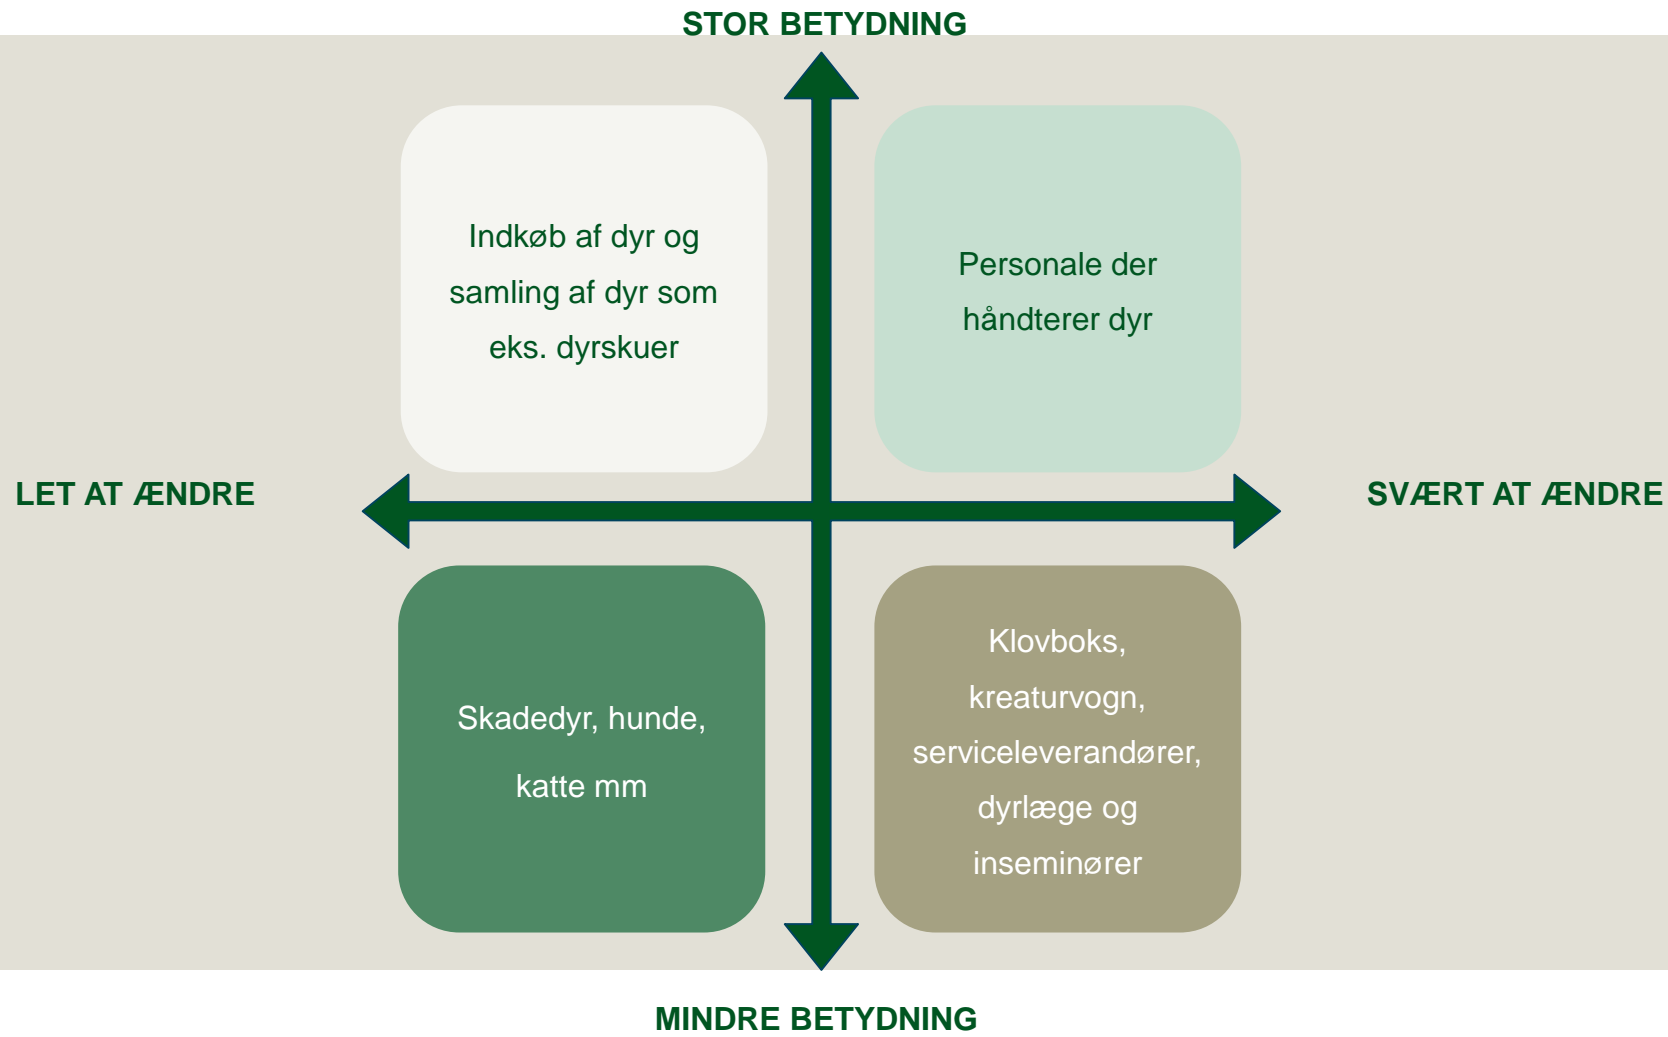 STOR BETYDNING
Indkøb af dyr og
samling af dyr som
eks. dyrskuer
Personale der
håndterer dyr
LET AT ÆNDRE
SVÆRT AT ÆNDRE
Skadedyr, hunde,
katte mm
Klovboks,
kreaturvogn,
serviceleverandører,
dyrlæge og
inseminører
MINDRE BETYDNING